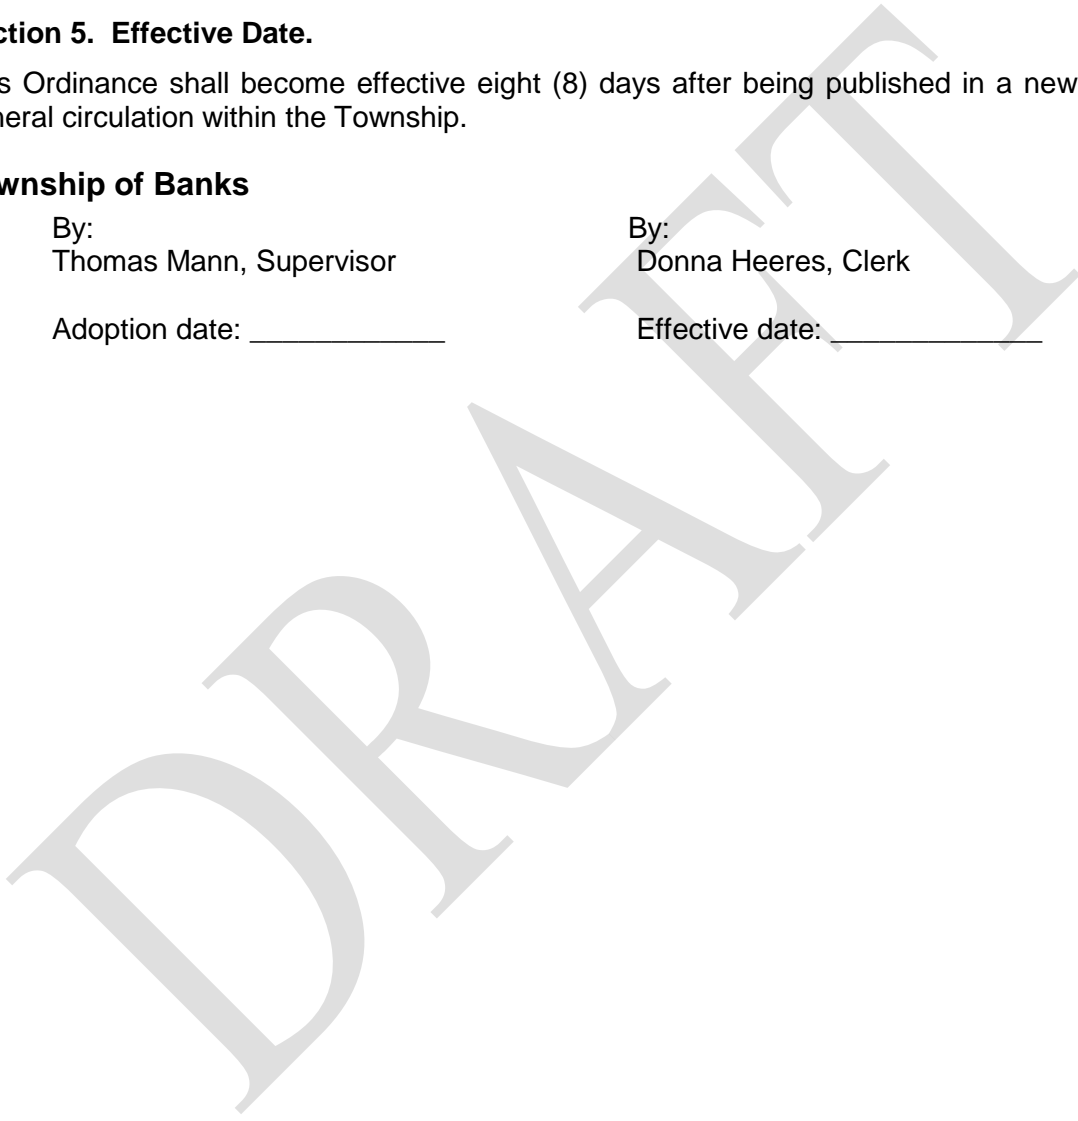 ction 5. Effective Date.
s Ordinance shall become effective eight (8) days after being published in a new
neral circulation within the Township.
wnship of Banks
By: By:
Thomas Mann, Supervisor Donna Heeres, Clerk
Adoption date: ____________ Effective date: _____________
DRAFT